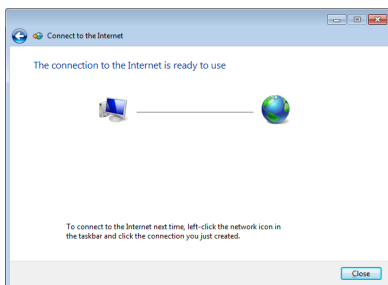 Connect to the Internet
The connection to the Internet is ready to use
To connect to the Internet next time, left-click the network icon in
the taskbar and click the connection you just created.
Close